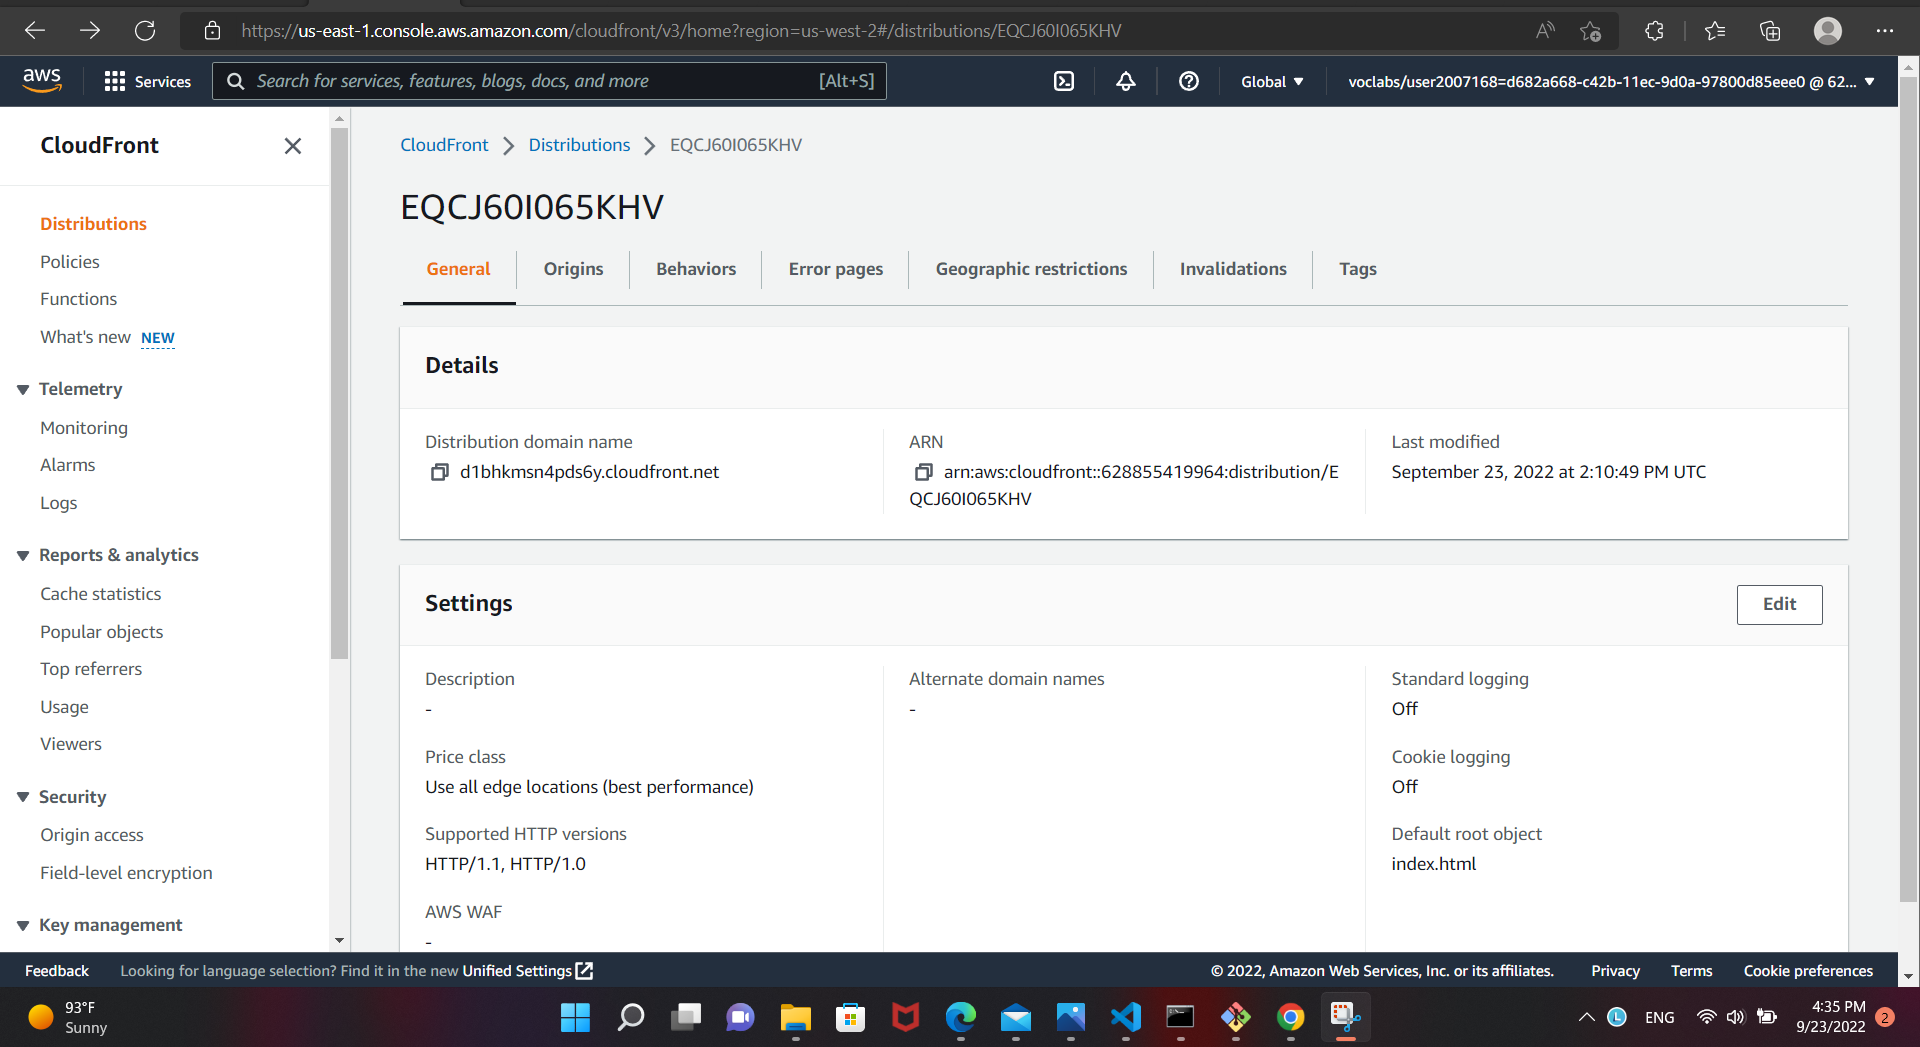 https://us-east-1.console.aws.amazon.com/cloudfront/v3/home?region=us-west-2#/distributions/EQCJ60I065KHV
aws
Services
Search for services, features, blogs, docs, and more
[Alt+S]
Global
voclabs/user2007168=d682a668-c42b-11ec-9d0a-97800d85eee0 @ 62...
CloudFront
Distributions
Policies
Functions
What's new NEW
Telemetry
Monitoring
Alarms
Logs
Reports & analytics
Cache statistics
Popular objects
Top referrers
Usage
Viewers
Security
Origin access
Field-level encryption
Key management
CloudFront
Distributions
EQCJ60I065KHV
EQCJ60I065KHV
General
Origins
Behaviors
Error pages
Geographic restrictions
Invalidations
Tags
Details
Distribution domain name
d1bhkmsn4pds6y.cloudfront.net
ARN
arn:aws:cloudfront::628855419964:distribution/E
QCJ60I065KHV
Last modified
September 23, 2022 at 2:10:49 PM UTC
Settings
Edit
Description
-
Price class
Use all edge locations (best performance)
Supported HTTP versions
HTTP/1.1, HTTP/1.0
AWS WAF
-
Alternate domain names
-
Standard logging
Off
Cookie logging
Off
Default root object
index.html
Feedback
Looking for language selection? Find it in the new Unified Settings
© 2022, Amazon Web Services, Inc. or its affiliates.
Privacy
Terms
Cookie preferences
93°F
Sunny
ENG
4:35 PM
9/23/2022
2